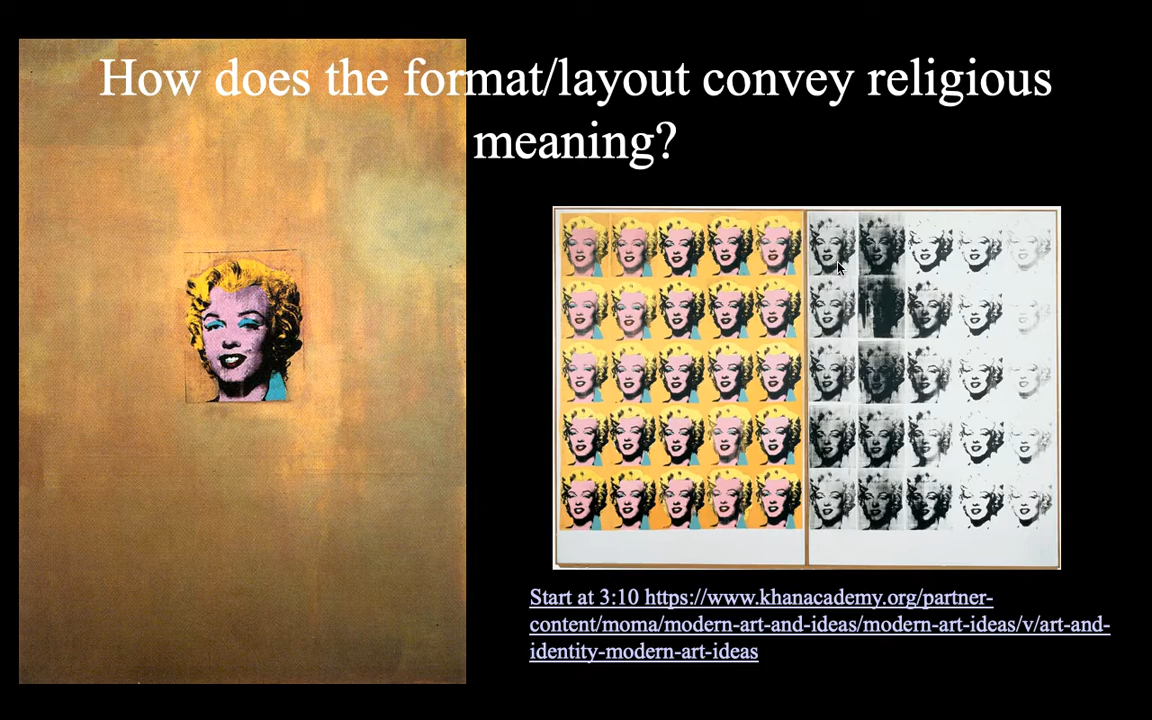 How does the format/layout convey religious
meaning?
Start at 3:10 https://www.khanacademy.org/partner-
content/moma/modern-art-and-ideas/modern-art-ideas/v/art-and-
identity-modern-art-ideas